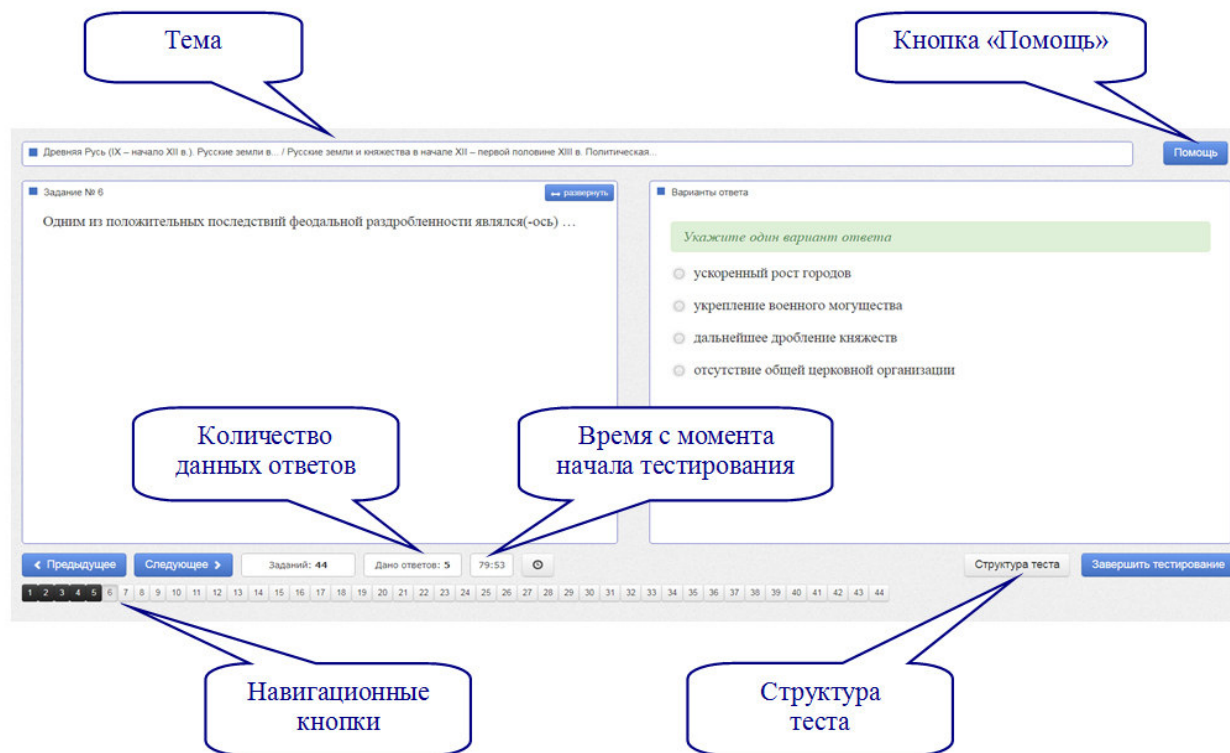 Тема
Кнопка «Помощь»
Древняя Русь (IX – начало XII в.). Русские земли в... / Русские земли и княжества в начале XII – первой половине XIII в. Политическая...
Помощь
Задание № 6
развернуть
Варианты ответа
Одним из положительных последствий феодальной раздробленности являлся(-ось) …
Укажите один вариант ответа
ускоренный рост городов
укрепление военного могущества
дальнейшее дробление княжеств
отсутствие общей церковной организации
Количество
данных ответов
Время с момента
начала тестирования
Предыдущее
Следующее
Заданий: 44
Дано ответов: 5
79:53
Структура теста
Завершить тестирование
1 2 3 4 5 6 7 8 9 10 11 12 13 14 15 16 17 18 19 20 21 22 23 24 25 26 27 28 29 30 31 32 33 34 35 36 37 38 39 40 41 42 43 44
Навигационные
кнопки
Структура
теста